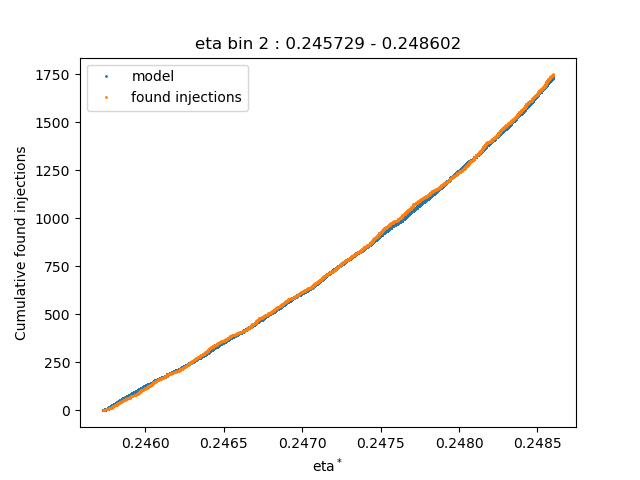 eta bin 2 : 0.245729 - 0.248602
model
found injections
Cumulative found injections
1750
1500
1250
1000
750
500
250
0
0.2460 0.2465 0.2470 0.2475 0.2480 0.2485
eta*